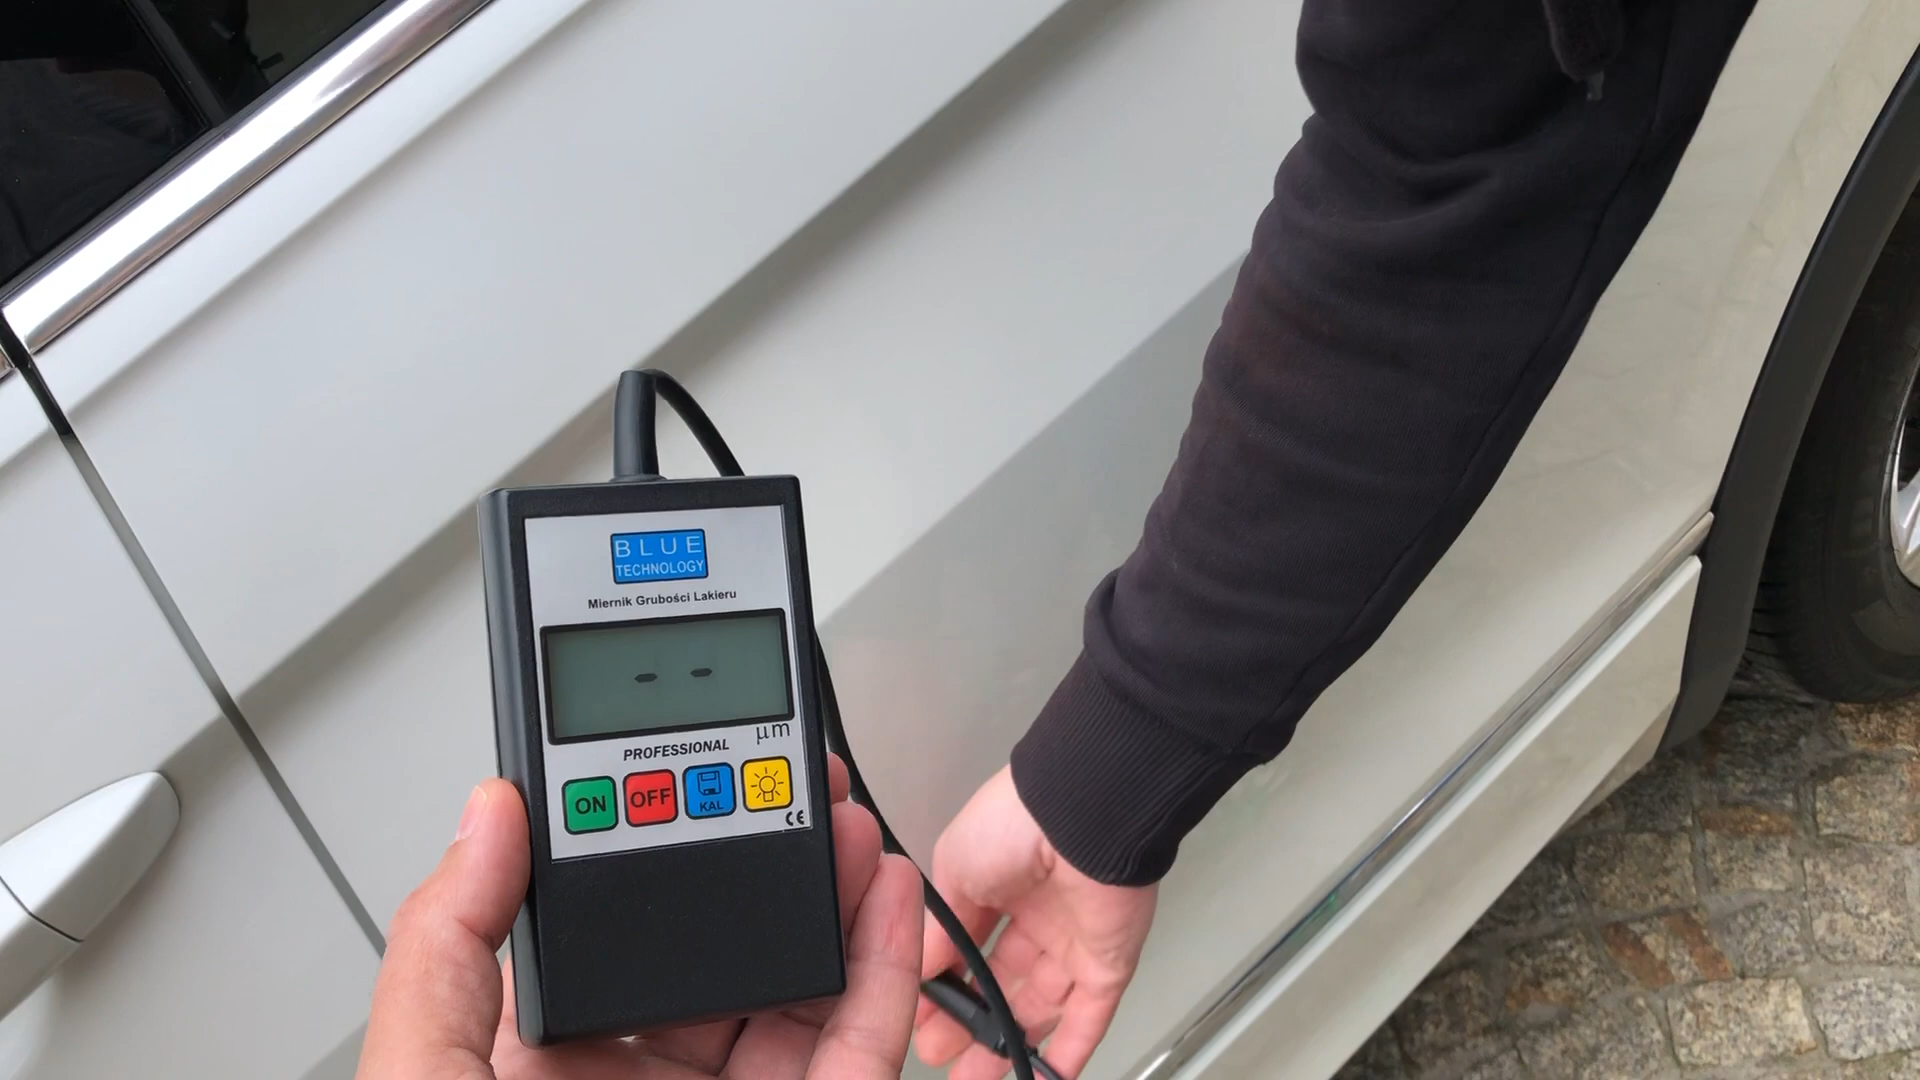 BLUE
TECHNOLOGY
Miernik Grubości Lakieru
- -
μm
PROFESSIONAL
ON OFF KAL
CE